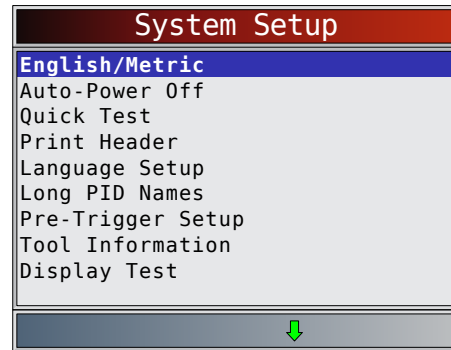 System Setup
English/Metric
Auto-Power Off
Quick Test
Print Header
Language Setup
Long PID Names
Pre-Trigger Setup
Tool Information
Display Test